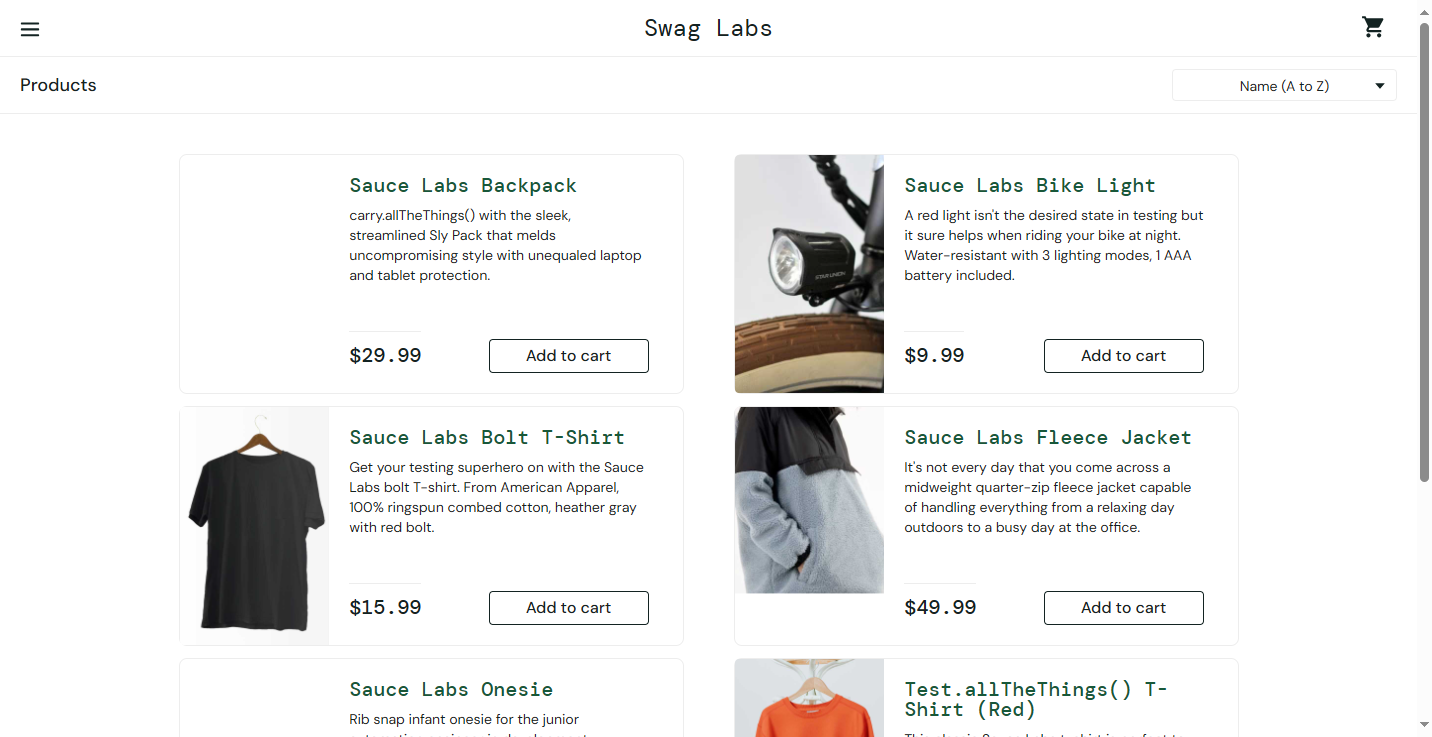 Swag Labs
Products
Name (A to Z)
Sauce Labs Backpack
carry.allTheThings() with the sleek,
streamlined Sly Pack that melds
uncompromising style with unequaled laptop
and tablet protection.
$29.99
Add to cart
Sauce Labs Bike Light
A red light isn't the desired state in testing but
it sure helps when riding your bike at night.
Water-resistant with 3 lighting modes, 1 AAA
battery included.
$9.99
Add to cart
STAR UNION
Sauce Labs Bolt T-Shirt
Get your testing superhero on with the Sauce
Labs bolt T-shirt. From American Apparel,
100% ringspun combed cotton, heather gray
with red bolt.
$15.99
Add to cart
Sauce Labs Fleece Jacket
It's not every day that you come across a
midweight quarter-zip fleece jacket capable
of handling everything from a relaxing day
outdoors to a busy day at the office.
$49.99
Add to cart
Sauce Labs Onesie
Rib snap infant onesie for the junior
Test.allTheThings() T-
Shirt (Red)